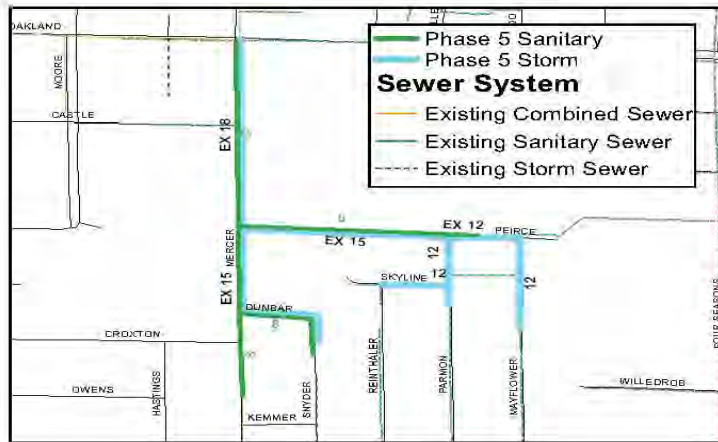 OAKLAND
Phase 5 Sanitary
Phase 5 Storm
Sewer System
Existing Combined Sewer
Existing Sanitary Sewer
Existing Storm Sewer
MOORE
CASTLE
EX 18
EX 12
PEIRCE
EX 15
MERCER
12
12
12
SKYLINE
EX 15
DUNBAR
8
CROXTON
8
OWENS
HASTINGS
SNYDER
REINTHALER
PARMON
MAYFLOWER
FOUR SEASONS
WILLEDROB
KEMMER